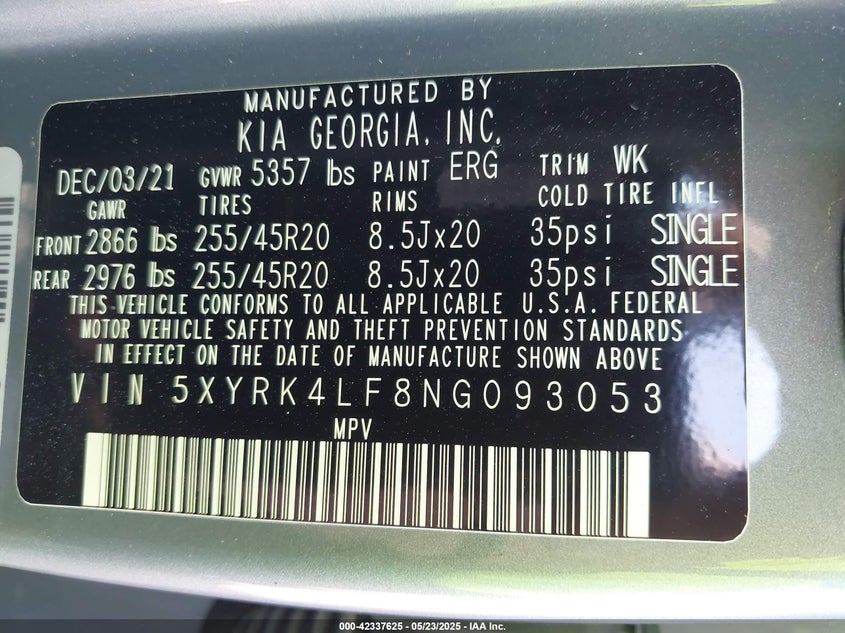 MANUFACTURED BY
KIA GEORGIA, INC.
DEC/03/21 GVWR 5357 lbs PAINT ERG TRIM WK
GAWR TIRES RIMS COLD TIRE INFL
FRONT 2866 lbs 255/45R20 8.5Jx20 35psi SINGLE
REAR 2976 lbs 255/45R20 8.5Jx20 35psi SINGLE
THIS VEHICLE CONFORMS TO ALL APPLICABLE U.S.A. FEDERAL
MOTOR VEHICLE SAFETY AND THEFT PREVENTION STANDARDS
IN EFFECT ON THE DATE OF MANUFACTURE SHOWN ABOVE
VIN 5XYRK4LF8NG093053
MPV
000-42337625 - 05/23/2025 - IAA Inc.